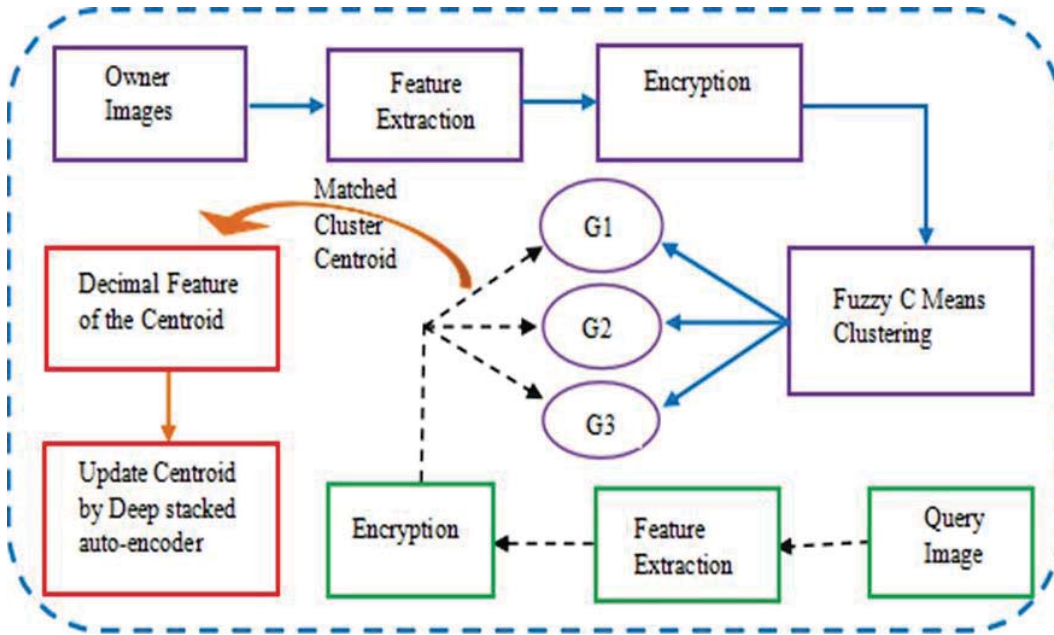 Owner
Images
Feature
Extraction
Encryption
Matched
Cluster
Centroid
G1
Decimal Feature
of the Centroid
G2
Fuzzy C Means
Clustering
G3
Update Centroid
by Deep stacked
auto-encoder
Encryption
Feature
Extraction
Query
Image